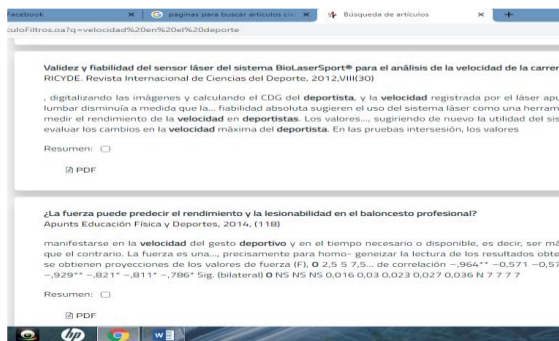 Facebook
paginas para buscar articulos cie
Búsqueda de artículos
culoFiltros.oa?q=velocidad%20en%20el%20deporte
Validez y fiabilidad del sensor láser del sistema BioLaserSport® para el análisis de la velocidad de la carrer
RICYDE. Revista Internacional de Ciencias del Deporte, 2012,VIII(30)
, digitalizando las imágenes y calculando el CDG del deportista, y la velocidad registrada por el láser apu
lumbar disminuía a medida que la... fiabilidad absoluta sugieren el uso del sistema láser como una herram
medir el rendimiento de la velocidad en deportistas. Los valores..., sugiriendo de nuevo la utilidad del sis
evaluar los cambios en la velocidad máxima del deportista. En las pruebas intersesión, los valores
Resumen:
PDF
¿La fuerza puede predecir el rendimiento y la lesionabilidad en el baloncesto profesional?
Apunts Educación Física y Deportes, 2014, (118)
manifestarse en la velocidad del gesto deportivo y en el tiempo necesario o disponible, es decir, ser má
que el contrario. La fuerza es una..., precisamente para homo- geneizar la lectura de los resultados obte
se obtienen proyecciones de los valores de fuerza (F), 0 2,5 5 7,5... de correlación –,964** –0,571 –0,57
–,929** –,821* –,811* –,786* Sig. (bilateral) 0 NS NS NS 0,016 0,03 0,023 0,027 0,036 N 7 7 7 7
Resumen:
PDF
hp
W